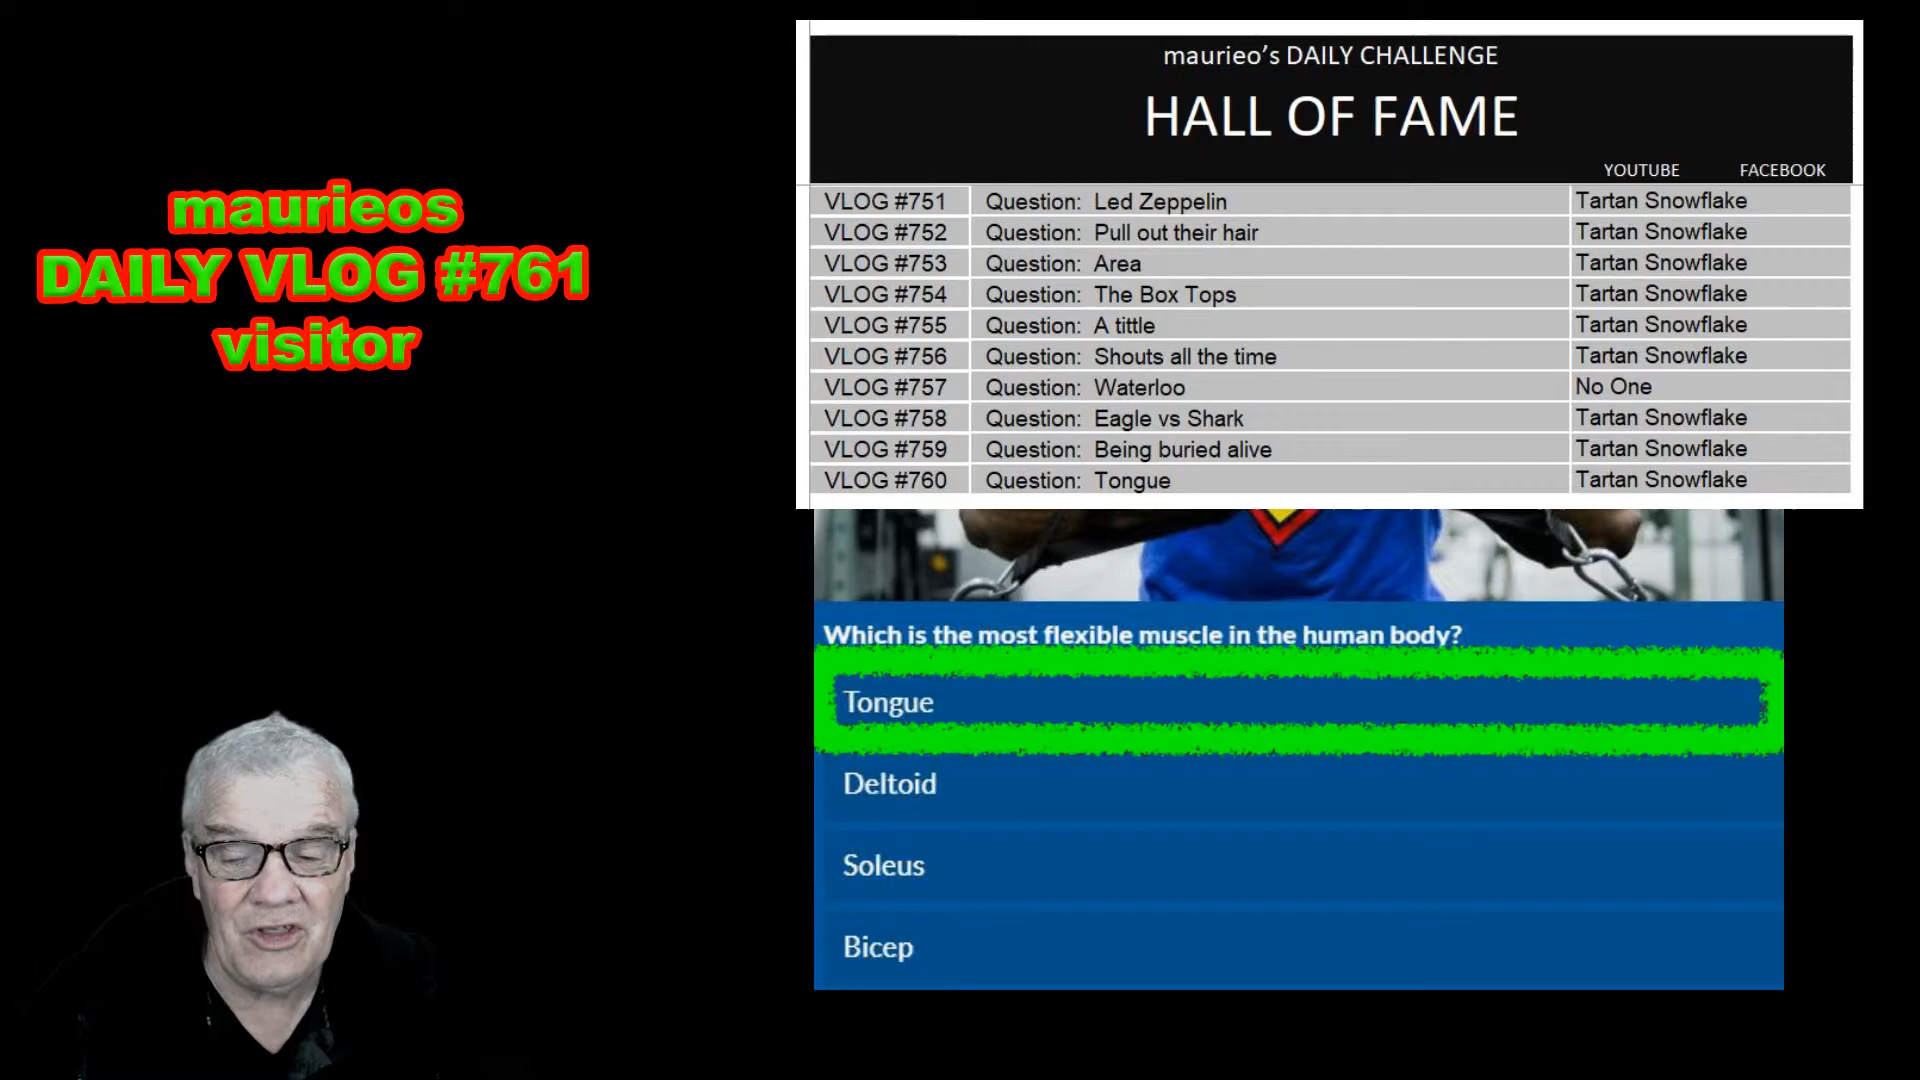 maurieos
DAILY VLOG #761
visitor
maurieo's DAILY CHALLENGE
HALL OF FAME
YOUTUBE FACEBOOK
VLOG #751 Question: Led Zeppelin Tartan Snowflake
VLOG #752 Question: Pull out their hair Tartan Snowflake
VLOG #753 Question: Area Tartan Snowflake
VLOG #754 Question: The Box Tops Tartan Snowflake
VLOG #755 Question: A tittle Tartan Snowflake
VLOG #756 Question: Shouts all the time Tartan Snowflake
VLOG #757 Question: Waterloo No One
VLOG #758 Question: Eagle vs Shark Tartan Snowflake
VLOG #759 Question: Being buried alive Tartan Snowflake
VLOG #760 Question: Tongue Tartan Snowflake
Which is the most flexible muscle in the human body?
Tongue
Deltoid
Soleus
Bicep